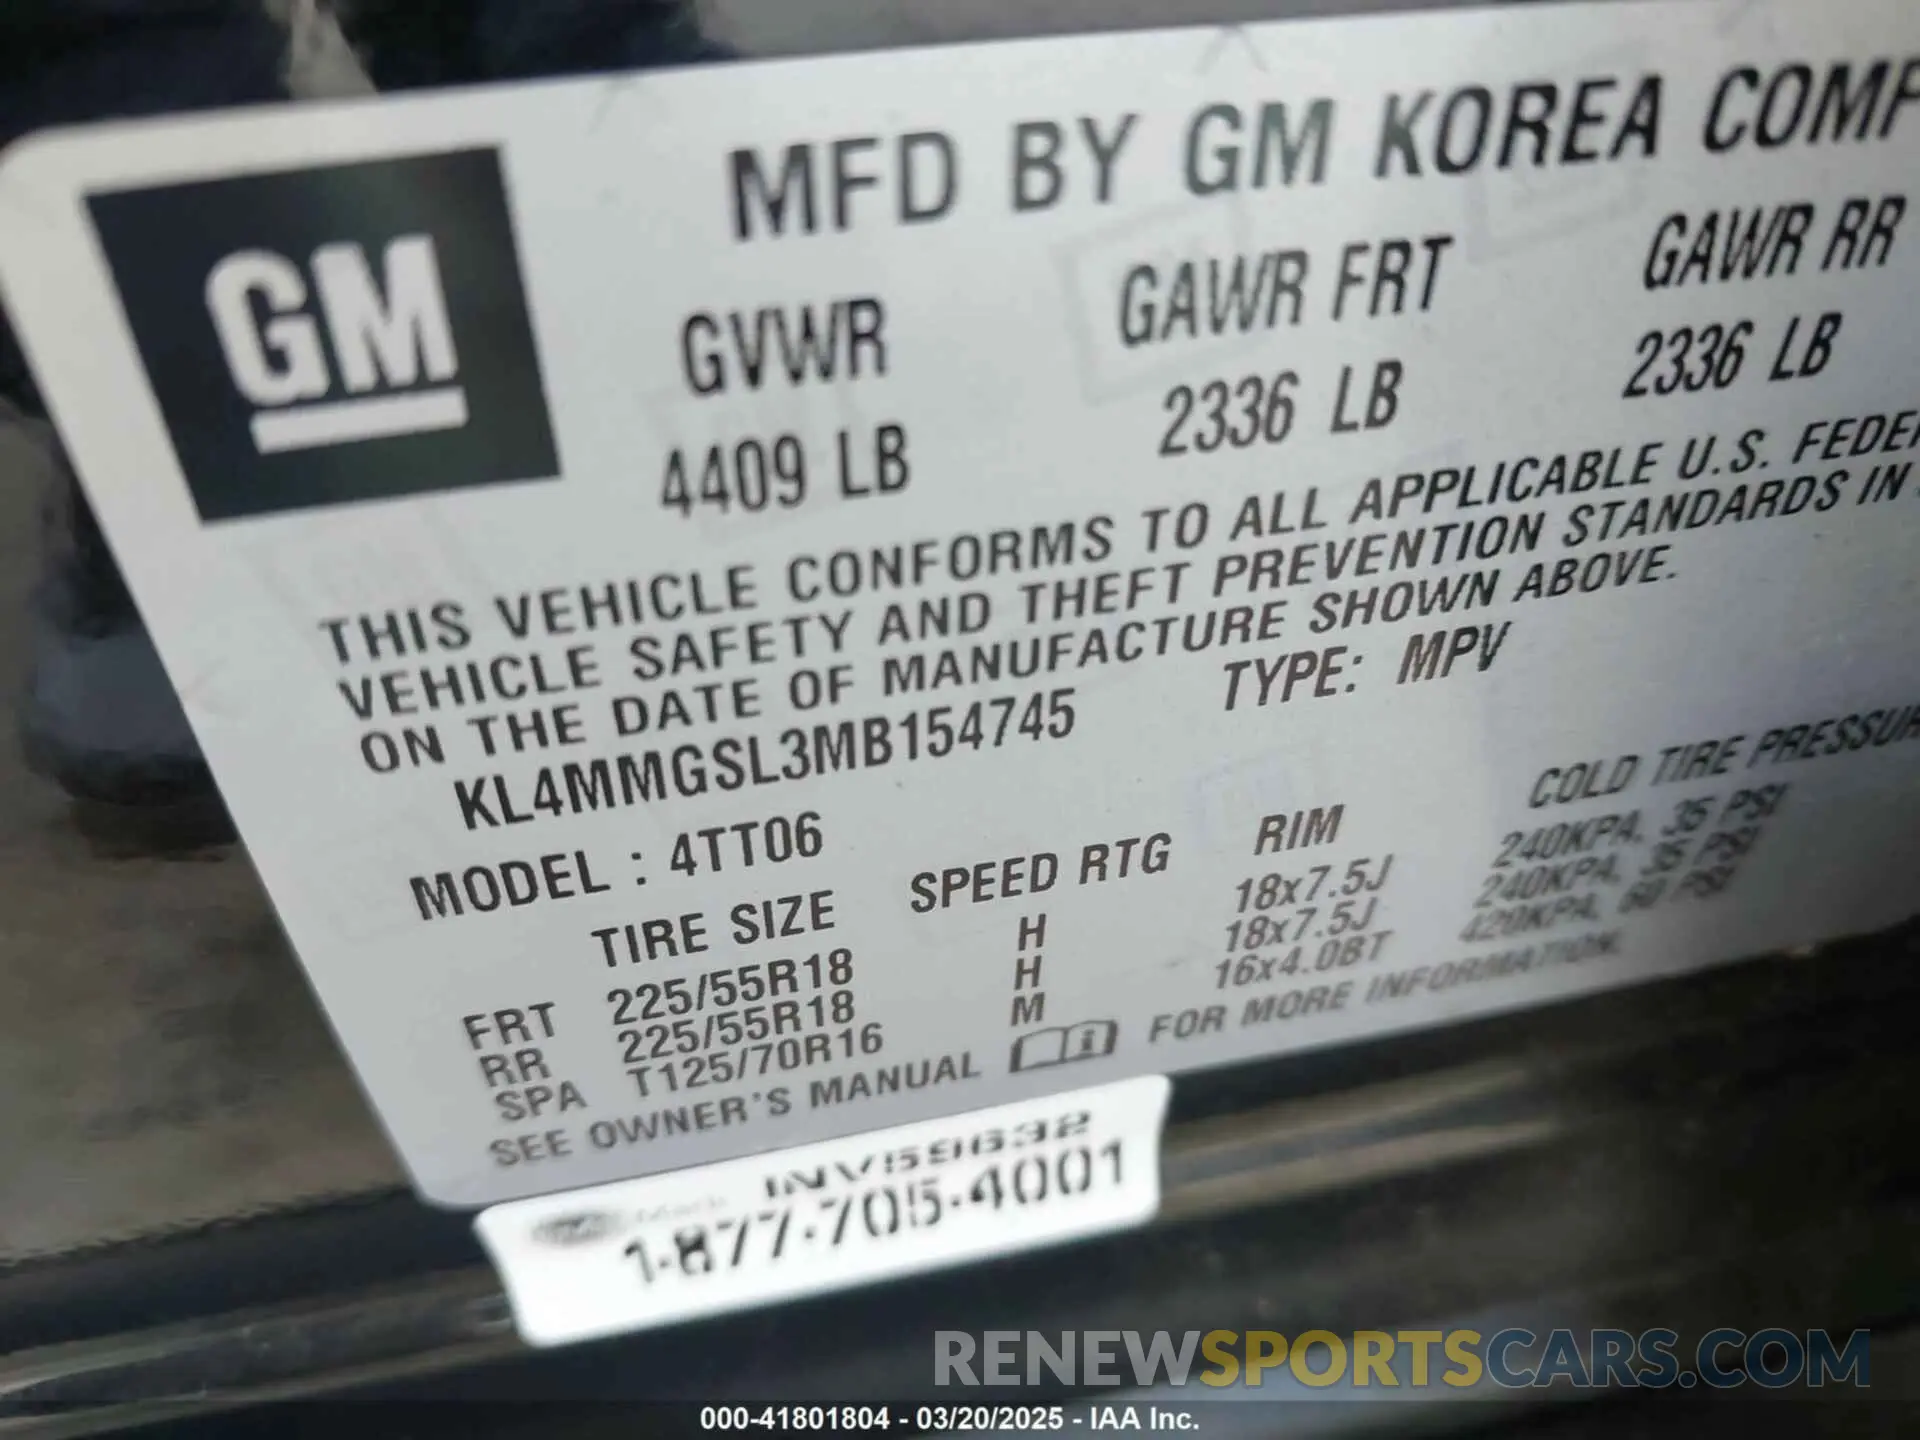 GM
MFD BY GM KOREA COMP
GVWR GAWR FRT GAWR RR
4409 LB 2336 LB 2336 LB
THIS VEHICLE CONFORMS TO ALL APPLICABLE U.S. FEDER
VEHICLE SAFETY AND THEFT PREVENTION STANDARDS IN
ON THE DATE OF MANUFACTURE SHOWN ABOVE.
KL4MMGSL3MB154745 TYPE: MPV
MODEL : 4TT06
TIRE SIZE SPEED RTG RIM COLD TIRE PRESSUR
FRT 225/55R18 H 18x7.5J 240KPA, 35 PSI
RR 225/55R18 H 18x7.5J 240KPA, 35 PSI
SPA T125/70R16 M 16x4.0BT 420KPA, 60 PSI
SEE OWNER'S MANUAL FOR MORE INFORMATION.
INV59632
1-877-705-4001
RENEWSPORTSCARS.COM
000-41801804 - 03/20/2025 - IAA Inc.